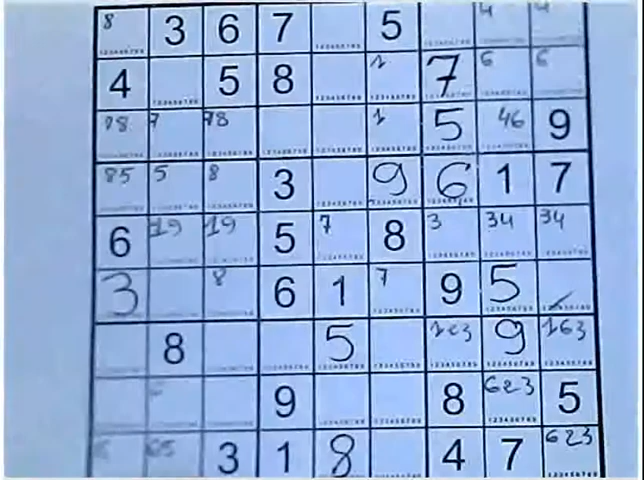 8 3 6 7 5 4 4
4 5 8 1 7 6 6
78 7 78 1 5 46 9
85 5 8 3 9 6 1 7
6 19 19 5 7 8 3 34 34
3 8 6 1 7 9 5
8 5 123 9 163
9 8 623 5
3 1 8 4 7 623